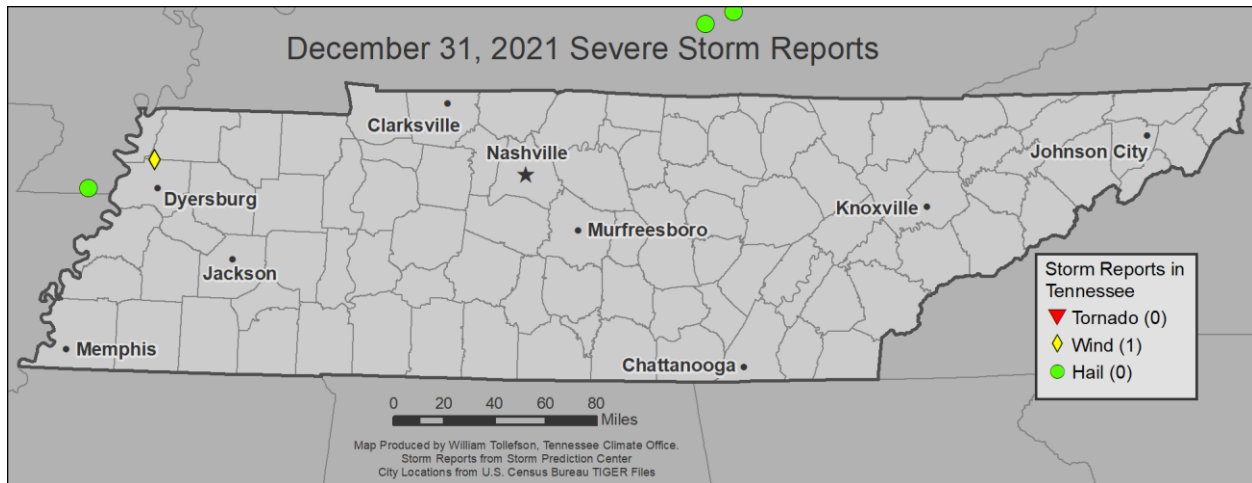 December 31, 2021 Severe Storm Reports
Clarksville
Nashville
Johnson City
Dyersburg
Knoxville
Murfreesboro
Jackson
Storm Reports in
Tennessee
Tornado (0)
Wind (1)
Hail (0)
Memphis
Chattanooga
0 20 40 60 80
Miles
Map Produced by William Tollefson, Tennessee Climate Office.
Storm Reports from Storm Prediction Center
City Locations from U.S. Census Bureau TIGER Files